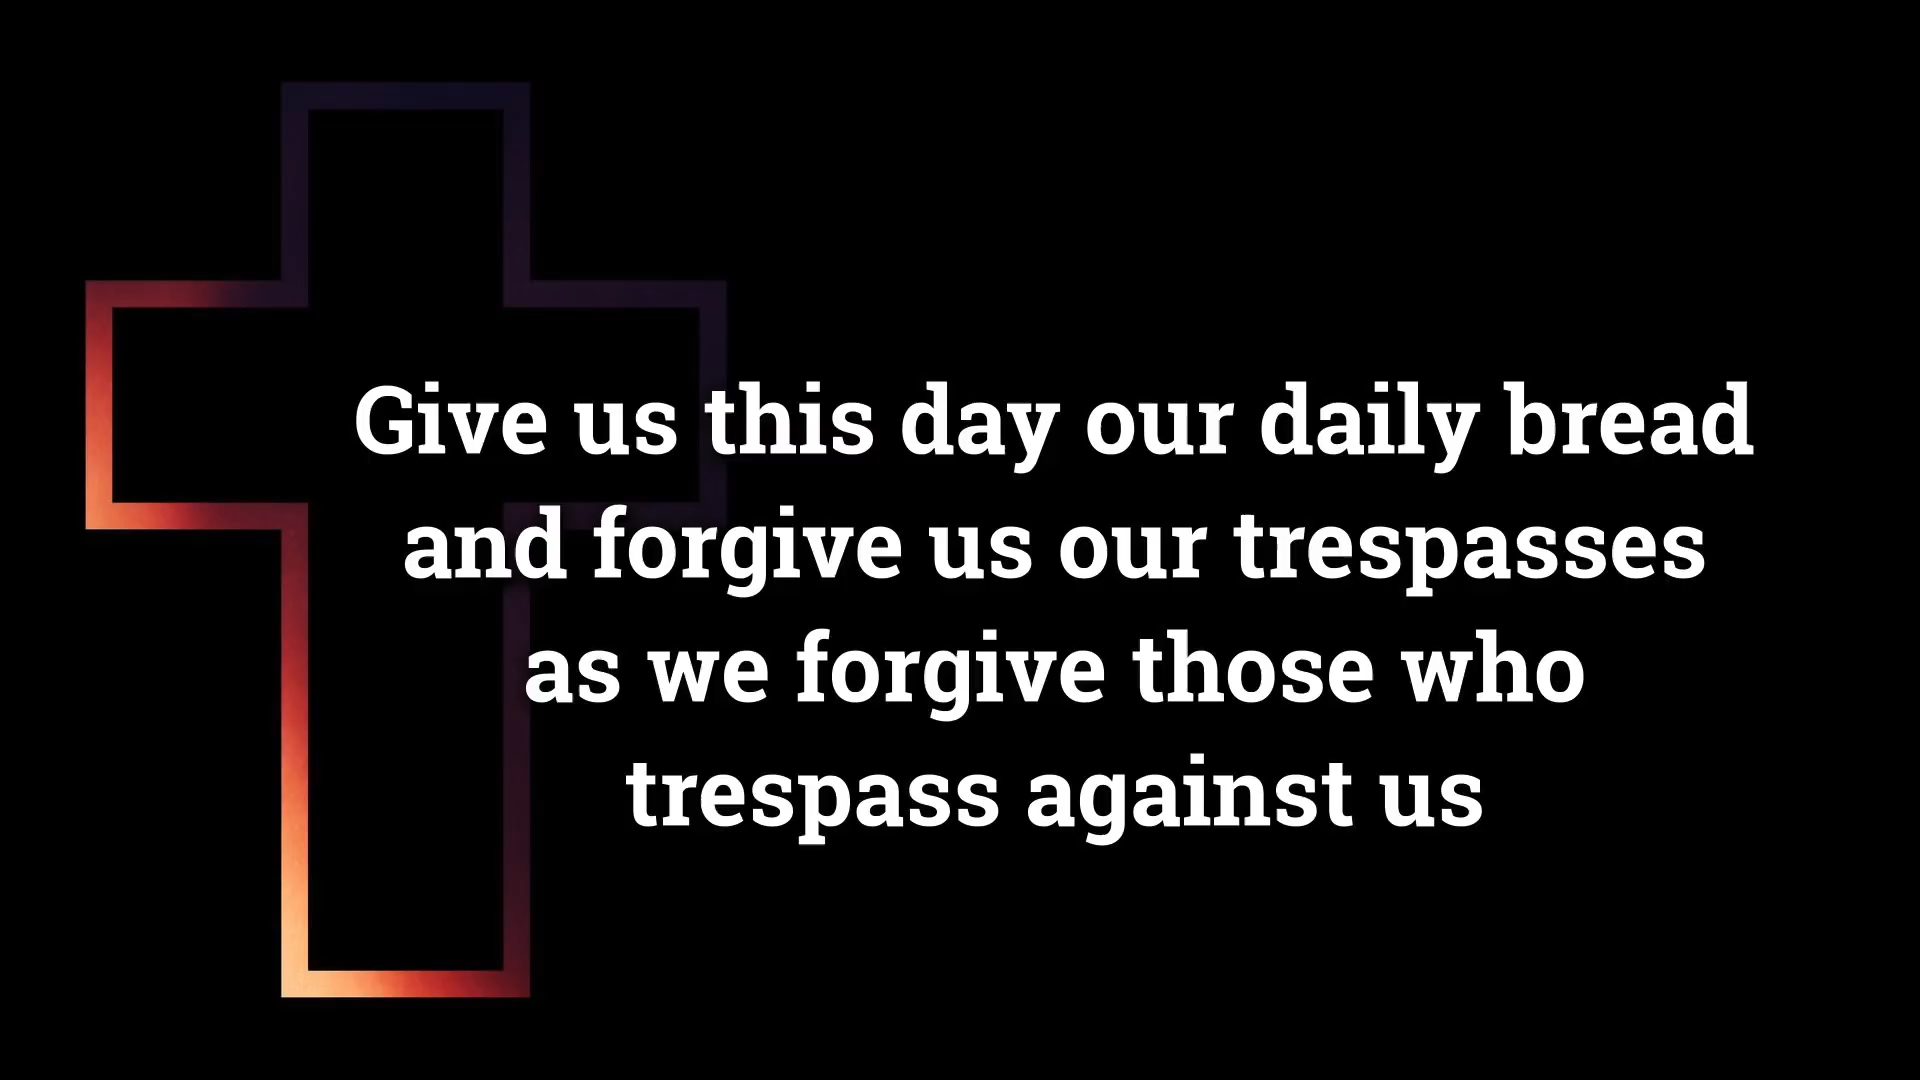 Give us this day our daily bread
and forgive us our trespasses
as we forgive those who
trespass against us